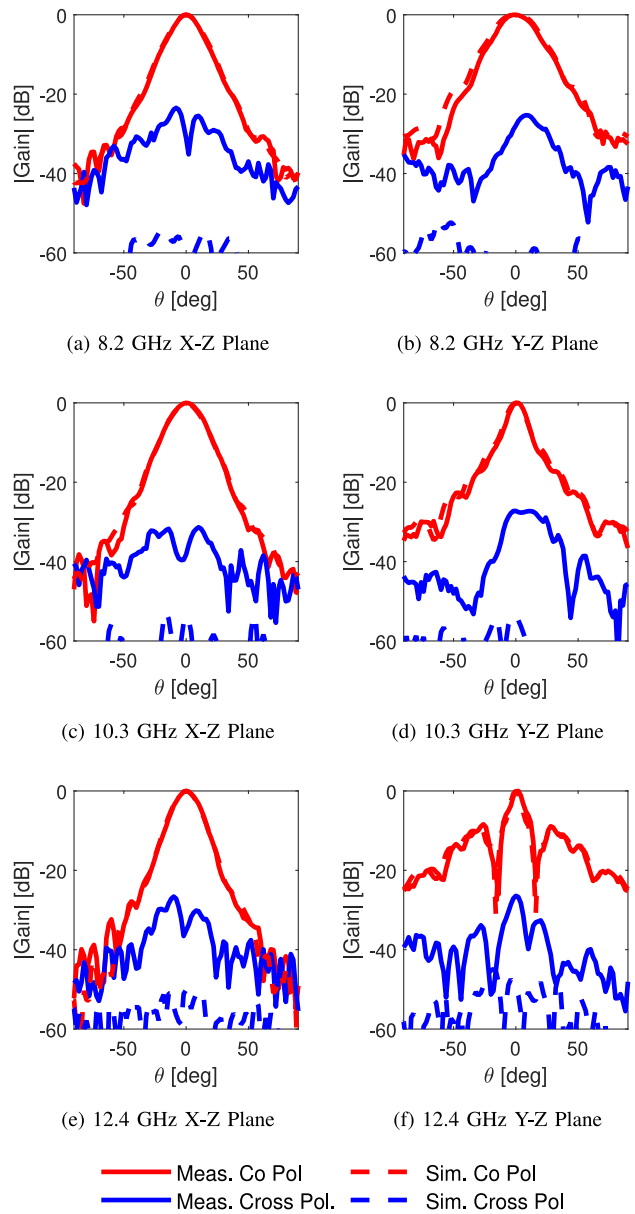 0
-20
-40
-60
|Gain| [dB]
-50
0
50
θ [deg]
(a) 8.2 GHz X-Z Plane
0
-20
-40
-60
|Gain| [dB]
-50
0
50
θ [deg]
(b) 8.2 GHz Y-Z Plane
0
-20
-40
-60
|Gain| [dB]
-50
0
50
θ [deg]
(c) 10.3 GHz X-Z Plane
0
-20
-40
-60
|Gain| [dB]
-50
0
50
θ [deg]
(d) 10.3 GHz Y-Z Plane
0
-20
-40
-60
|Gain| [dB]
-50
0
50
θ [deg]
(e) 12.4 GHz X-Z Plane
0
-20
-40
-60
|Gain| [dB]
-50
0
50
θ [deg]
(f) 12.4 GHz Y-Z Plane
Meas. Co Pol
Sim. Co Pol
Meas. Cross Pol.
Sim. Cross Pol